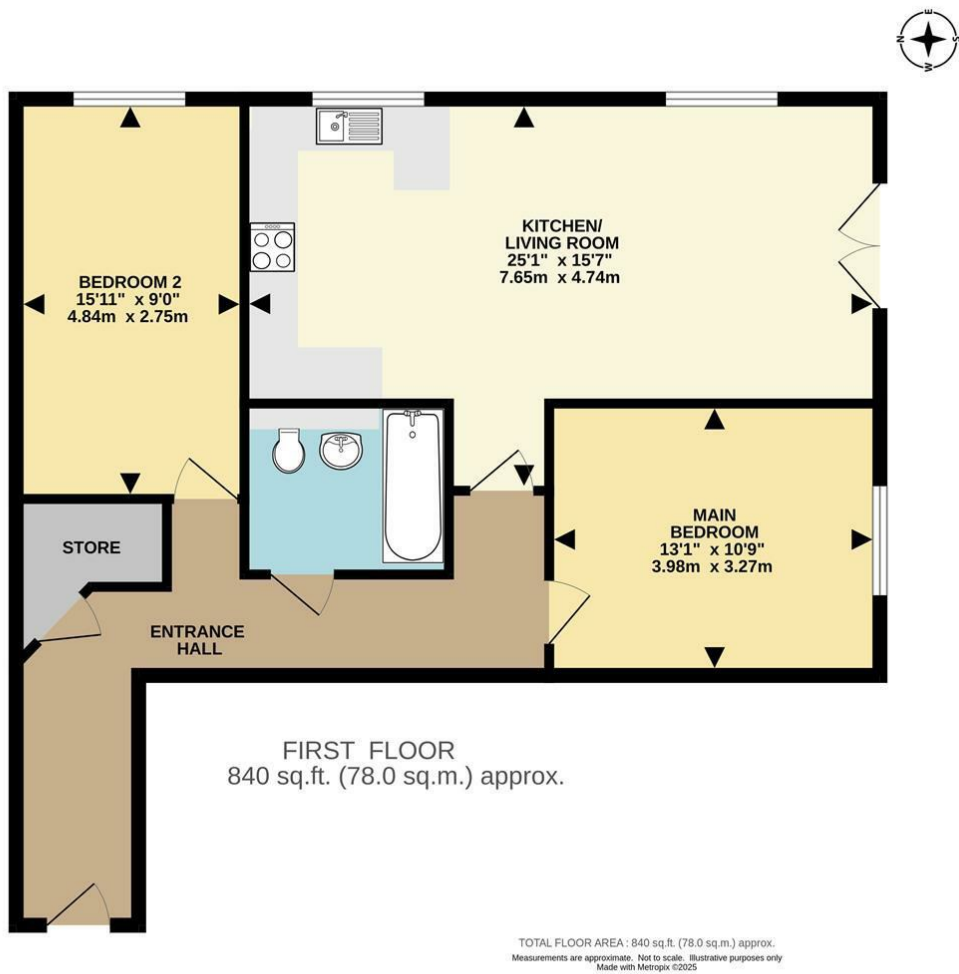 E
N
S
W
KITCHEN/
LIVING ROOM
25'1" x 15'7"
7.65m x 4.74m
BEDROOM 2
15'11" x 9'0"
4.84m x 2.75m
MAIN
BEDROOM
13'1" x 10'9"
3.98m x 3.27m
STORE
ENTRANCE
HALL
FIRST FLOOR
840 sq.ft. (78.0 sq.m.) approx.
TOTAL FLOOR AREA : 840 sq.ft. (78.0 sq.m.) approx.
Measurements are approximate. Not to scale. Illustrative purposes only
Made with Metropix ©2025